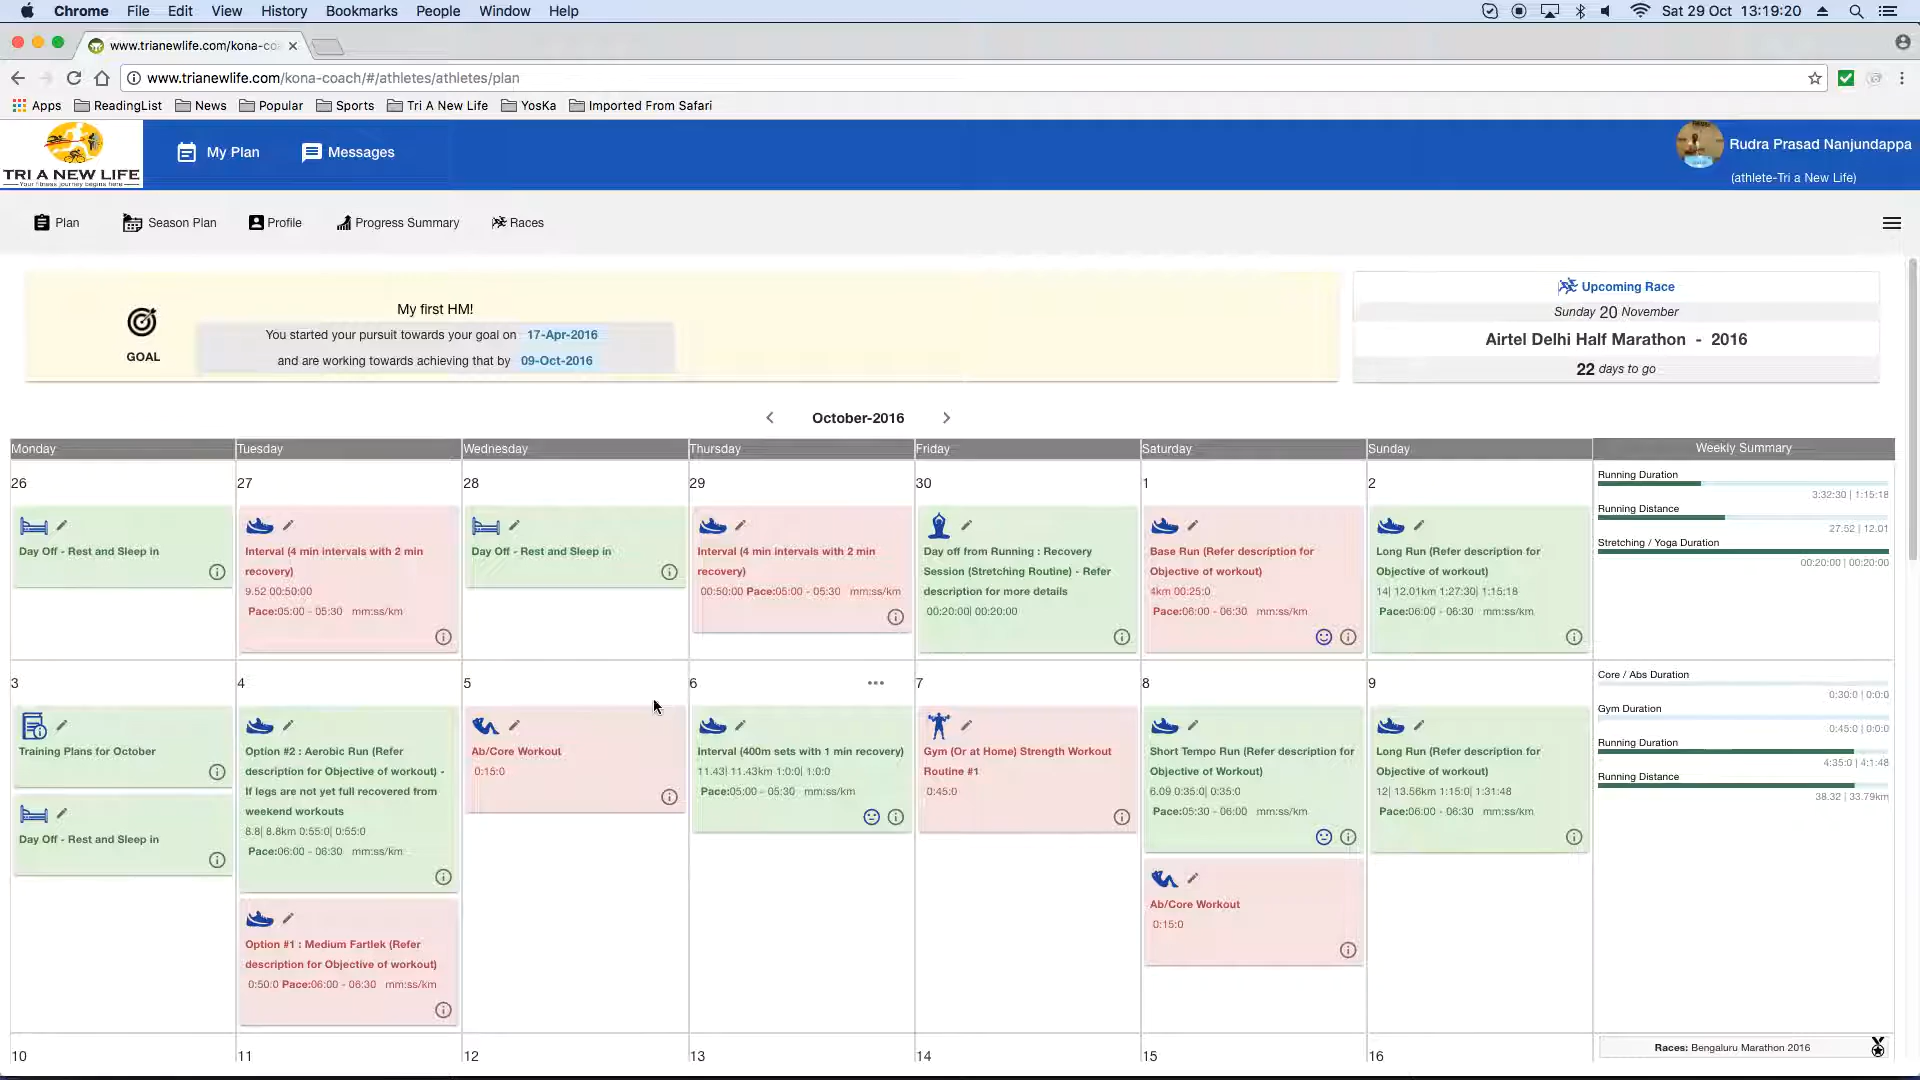 Chrome File Edit View History Bookmarks People Window Help Sat 29 Oct 13:19:20
www.trianewlife.com/kona-co
www.trianewlife.com/kona-coach/#/athletes/athletes/plan
Apps ReadingList News Popular Sports Tri A New Life YosKa Imported From Safari
TRI A NEW LIFE
Your fitness journey begins here
My Plan Messages
Rudra Prasad Nanjundappa
(athlete-Tri a New Life)
Plan Season Plan Profile Progress Summary Races
GOAL
My first HM!
You started your pursuit towards your goal on 17-Apr-2016
and are working towards achieving that by 09-Oct-2016
Upcoming Race
Sunday 20 November
Airtel Delhi Half Marathon - 2016
22 days to go
October-2016
Monday Tuesday Wednesday Thursday Friday Saturday Sunday Weekly Summary
26
Day Off - Rest and Sleep in
27
Interval (4 min intervals with 2 min
recovery)
9.52 00:50:00
Pace:05:00 - 05:30 mm:ss/km
28
Day Off - Rest and Sleep in
29
Interval (4 min intervals with 2 min
recovery)
00:50:00 Pace:05:00 - 05:30 mm:ss/km
30
Day off from Running : Recovery
Session (Stretching Routine) - Refer
description for more details
00:20:00| 00:20:00
1
Base Run (Refer description for
Objective of workout)
4km 00:25:0
Pace:06:00 - 06:30 mm:ss/km
2
Long Run (Refer description for
Objective of workout)
14| 12.01km 1:27:30| 1:15:18
Pace:06:00 - 06:30 mm:ss/km
Running Duration
3:32:30 | 1:15:18
Running Distance
27.52 | 12.01
Stretching / Yoga Duration
00:20:00 | 00:20:00
3
Training Plans for October
Day Off - Rest and Sleep in
4
Option #2 : Aerobic Run (Refer
description for Objective of workout) -
If legs are not yet full recovered from
weekend workouts
8.8| 8.8km 0:55:0| 0:55:0
Pace:06:00 - 06:30 mm:ss/km
Option #1 : Medium Fartlek (Refer
description for Objective of workout)
0:50:0 Pace:06:00 - 06:30 mm:ss/km
5
Ab/Core Workout
0:15:0
6
Interval (400m sets with 1 min recovery)
11.43| 11.43km 1:0:0| 1:0:0
Pace:05:00 - 05:30 mm:ss/km
7
Gym (Or at Home) Strength Workout
Routine #1
0:45:0
8
Short Tempo Run (Refer description for
Objective of Workout)
6.09 0:35:0| 0:35:0
Pace:05:30 - 06:00 mm:ss/km
Ab/Core Workout
0:15:0
9
Long Run (Refer description for
Objective of workout)
12| 13.56km 1:15:0| 1:31:48
Pace:06:00 - 06:30 mm:ss/km
Core / Abs Duration
0:30:0 | 0:0:0
Gym Duration
0:45:0 | 0:0:0
Running Duration
4:35:0 | 4:1:48
Running Distance
38.32 | 33.79km
10 11 12 13 14 15 16
Races: Bengaluru Marathon 2016